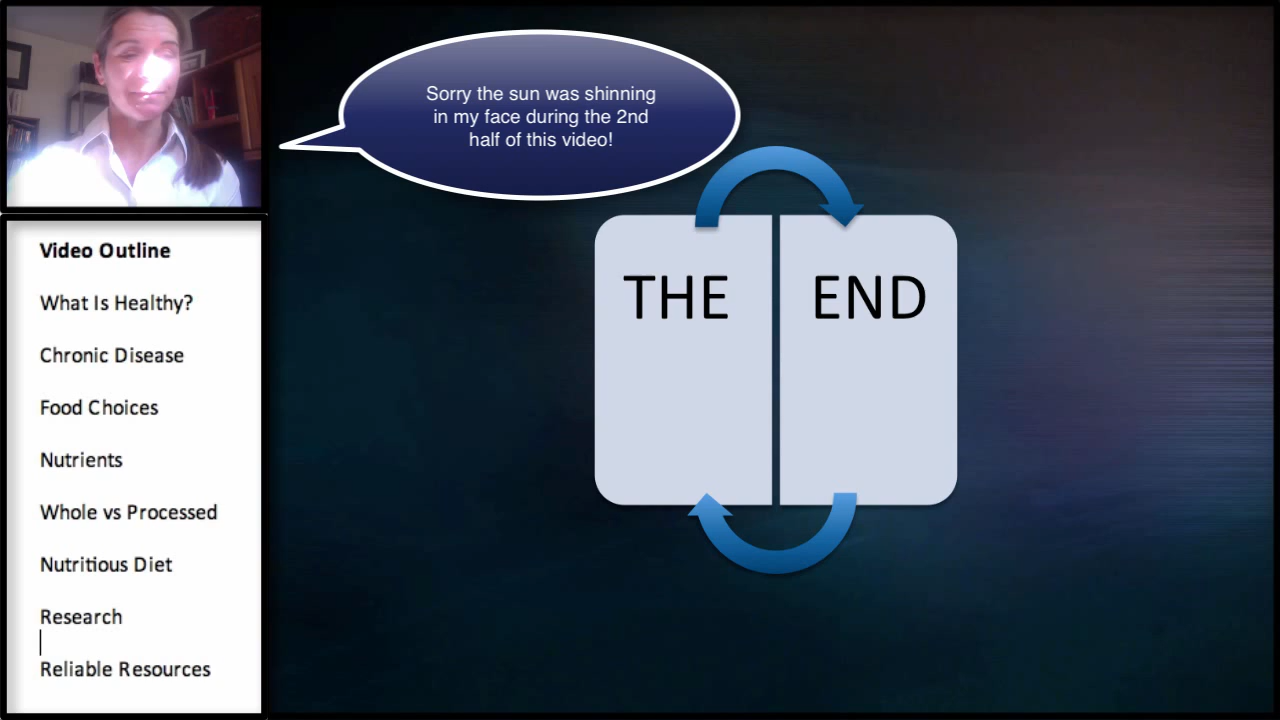 Sorry the sun was shinning
in my face during the 2nd
half of this video!
THE END
Video Outline
What Is Healthy?
Chronic Disease
Food Choices
Nutrients
Whole vs Processed
Nutritious Diet
Research
Reliable Resources